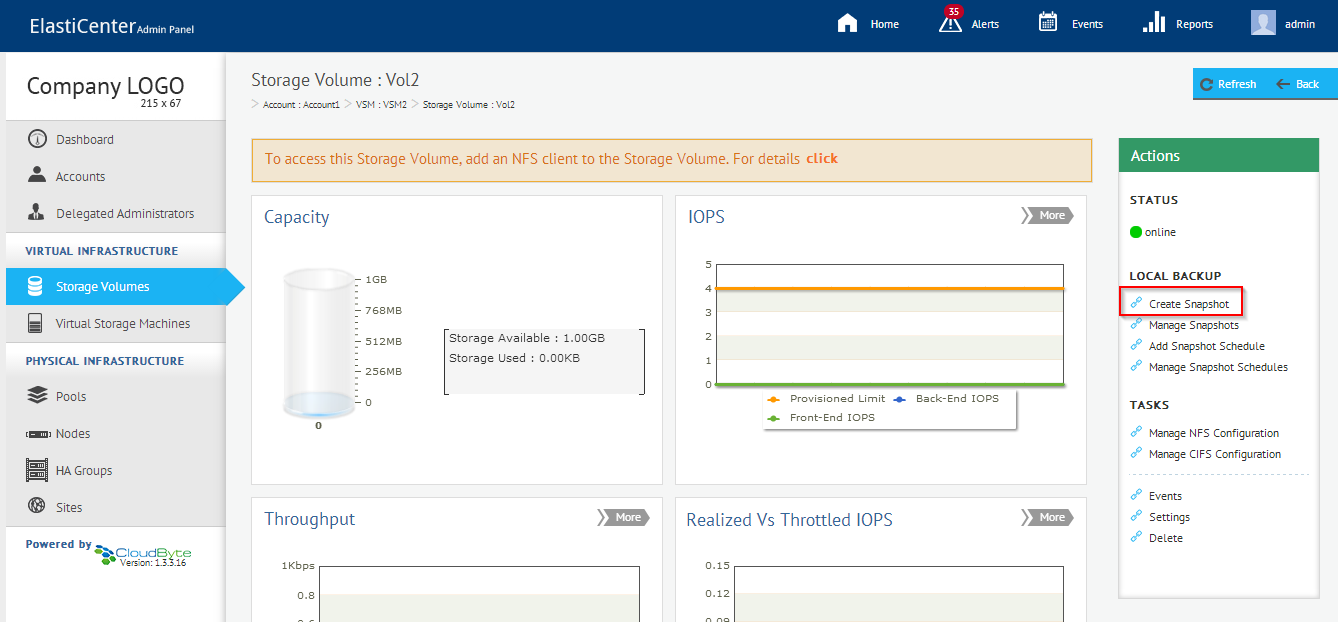 ElastiCenter Admin Panel
Home
35
Alerts
Events
Reports
admin
Company LOGO
215 x 67
Dashboard
Accounts
Delegated Administrators
VIRTUAL INFRASTRUCTURE
Storage Volumes
Virtual Storage Machines
PHYSICAL INFRASTRUCTURE
Pools
Nodes
HA Groups
Sites
Powered by CloudByte
Version: 1.3.3.16
Storage Volume : Vol2
> Account : Account1 > VSM : VSM2 > Storage Volume : Vol2
Refresh
Back
To access this Storage Volume, add an NFS client to the Storage Volume. For details click
Capacity
1GB
768MB
512MB
256MB
0
0
Storage Available : 1.00GB
Storage Used : 0.00KB
IOPS
More
5
4
3
2
1
0
Provisioned Limit
Back-End IOPS
Front-End IOPS
Throughput
More
1Kbps
0.8
0.6
Realized Vs Throttled IOPS
More
0.15
0.12
0.09
Actions
STATUS
online
LOCAL BACKUP
Create Snapshot
Manage Snapshots
Add Snapshot Schedule
Manage Snapshot Schedules
TASKS
Manage NFS Configuration
Manage CIFS Configuration
Events
Settings
Delete